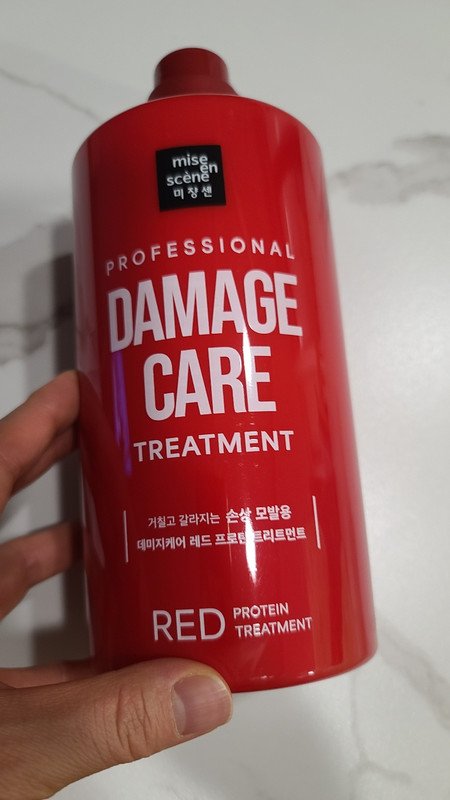 mise
en
scène
미쟝센
PROFESSIONAL
DAMAGE
CARE
TREATMENT
거칠고 갈라지는 손상 모발용
데미지케어 레드 프로틴 트리트먼트
RED PROTEIN
TREATMENT